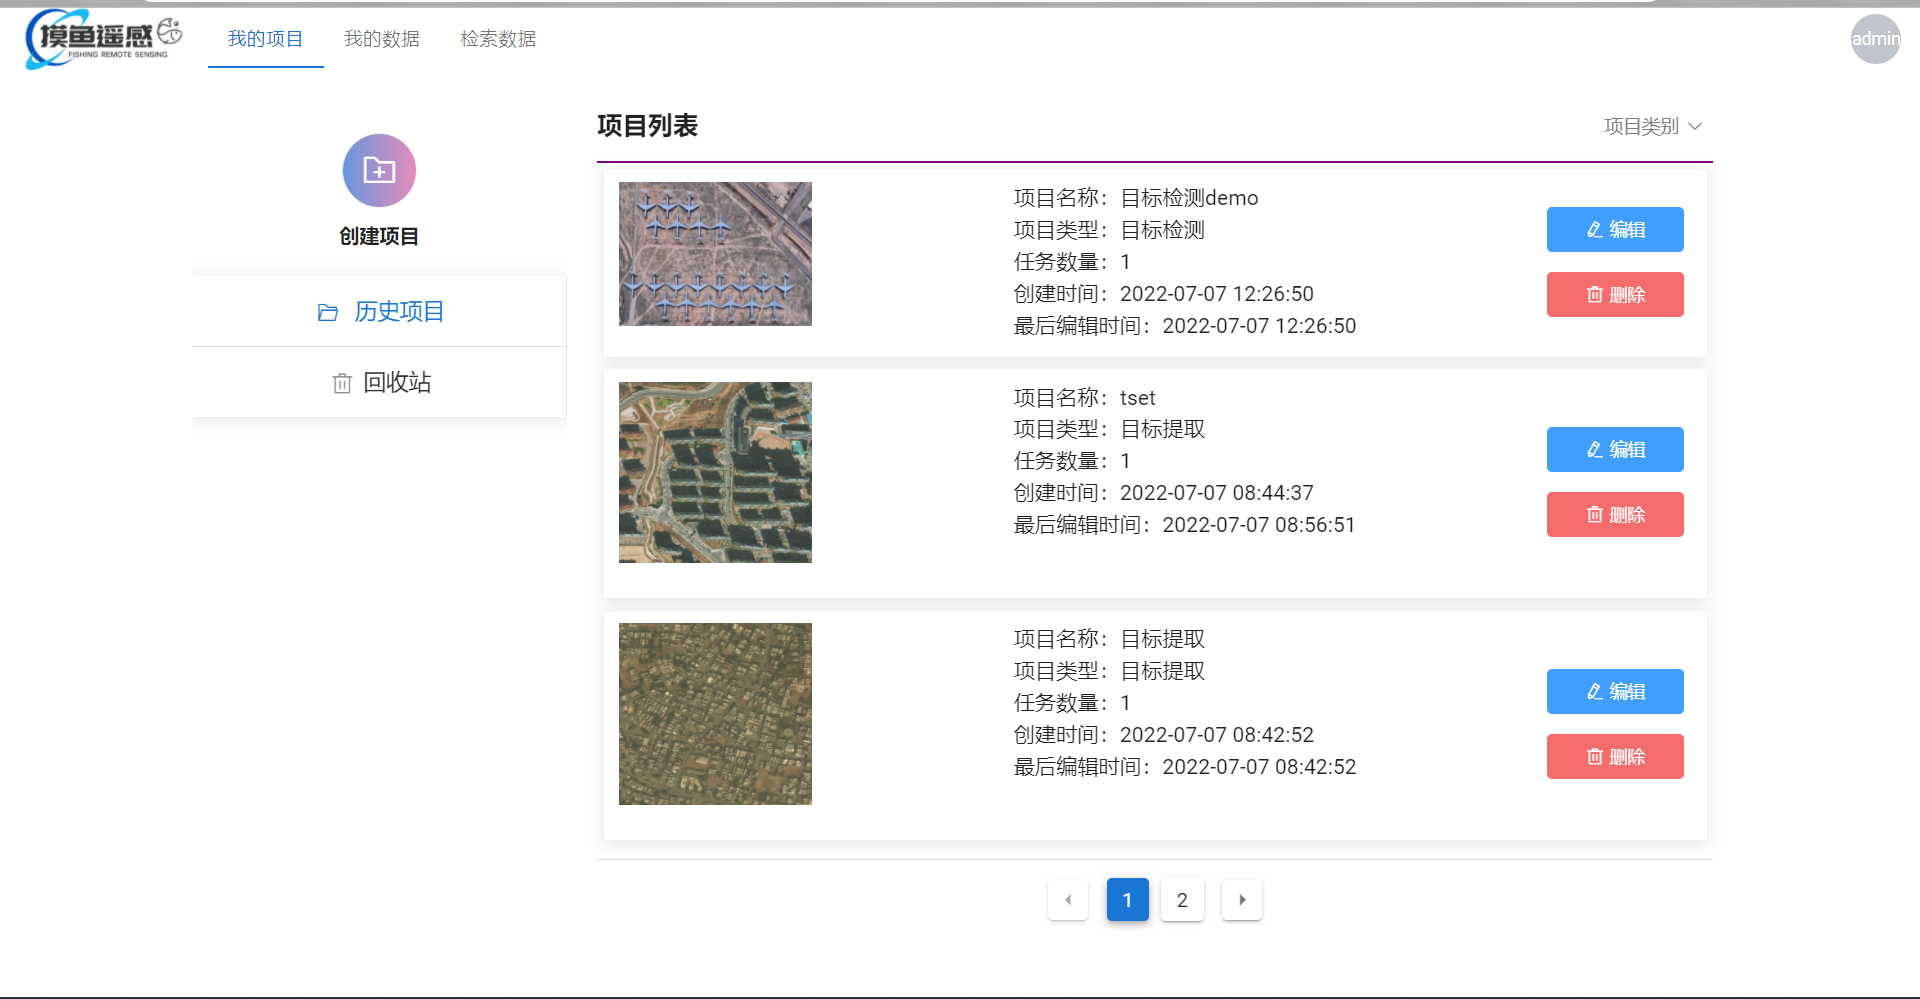 摸鱼遥感
FISHING REMOTE SENSING
我的项目
我的数据
检索数据
admin
创建项目
历史项目
回收站
项目列表
项目类别
项目名称：目标检测demo
项目类型：目标检测
任务数量：1
创建时间：2022-07-07 12:26:50
最后编辑时间：2022-07-07 12:26:50
编辑
删除
项目名称：tset
项目类型：目标提取
任务数量：1
创建时间：2022-07-07 08:44:37
最后编辑时间：2022-07-07 08:56:51
编辑
删除
项目名称：目标提取
项目类型：目标提取
任务数量：1
创建时间：2022-07-07 08:42:52
最后编辑时间：2022-07-07 08:42:52
编辑
删除
1
2